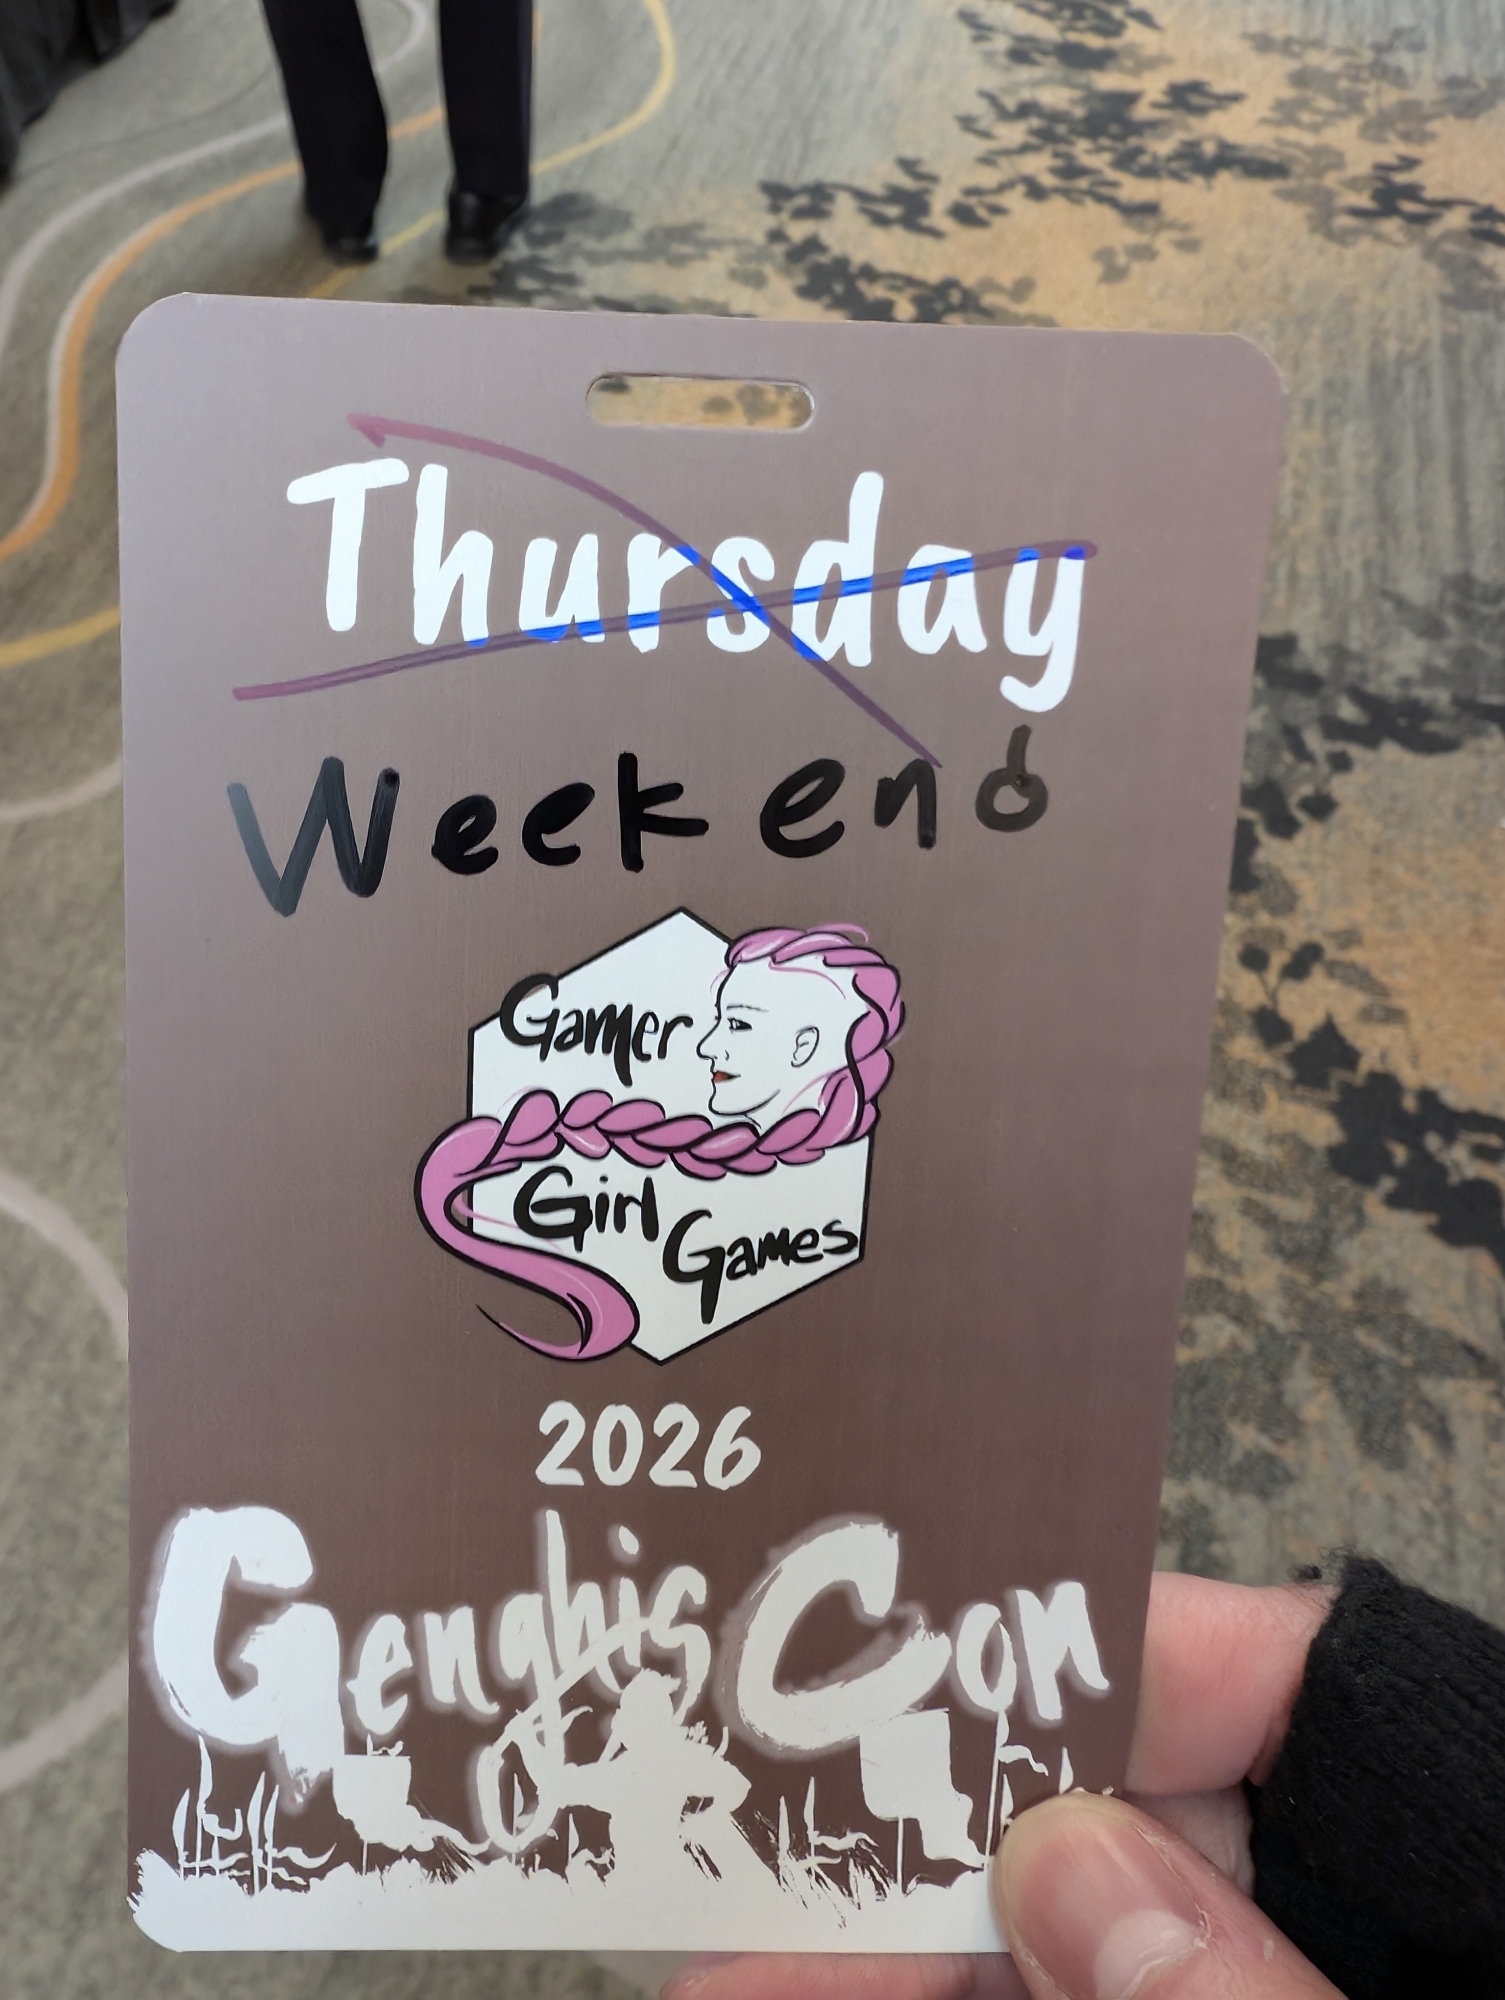 Thursday
Weekend
Gamer
Girl
Games
2026
Genghis Con